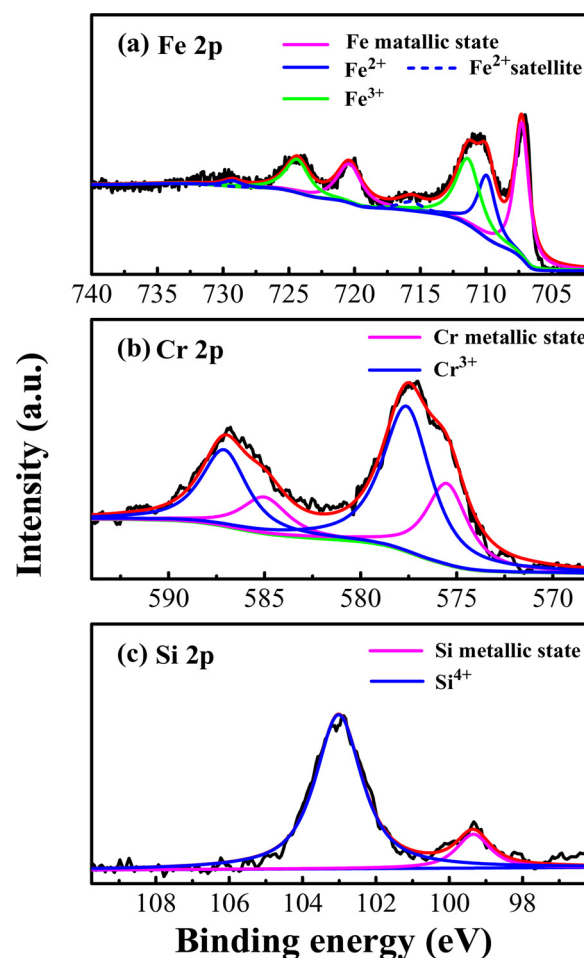 (a) Fe 2p
Fe matallic state
Fe²⁺
Fe²⁺satellite
Fe³⁺
740 735 730 725 720 715 710 705
(b) Cr 2p
Cr metallic state
Cr³⁺
590 585 580 575 570
(c) Si 2p
Si metallic state
Si⁴⁺
108 106 104 102 100 98
Intensity (a.u.)
Binding energy (eV)